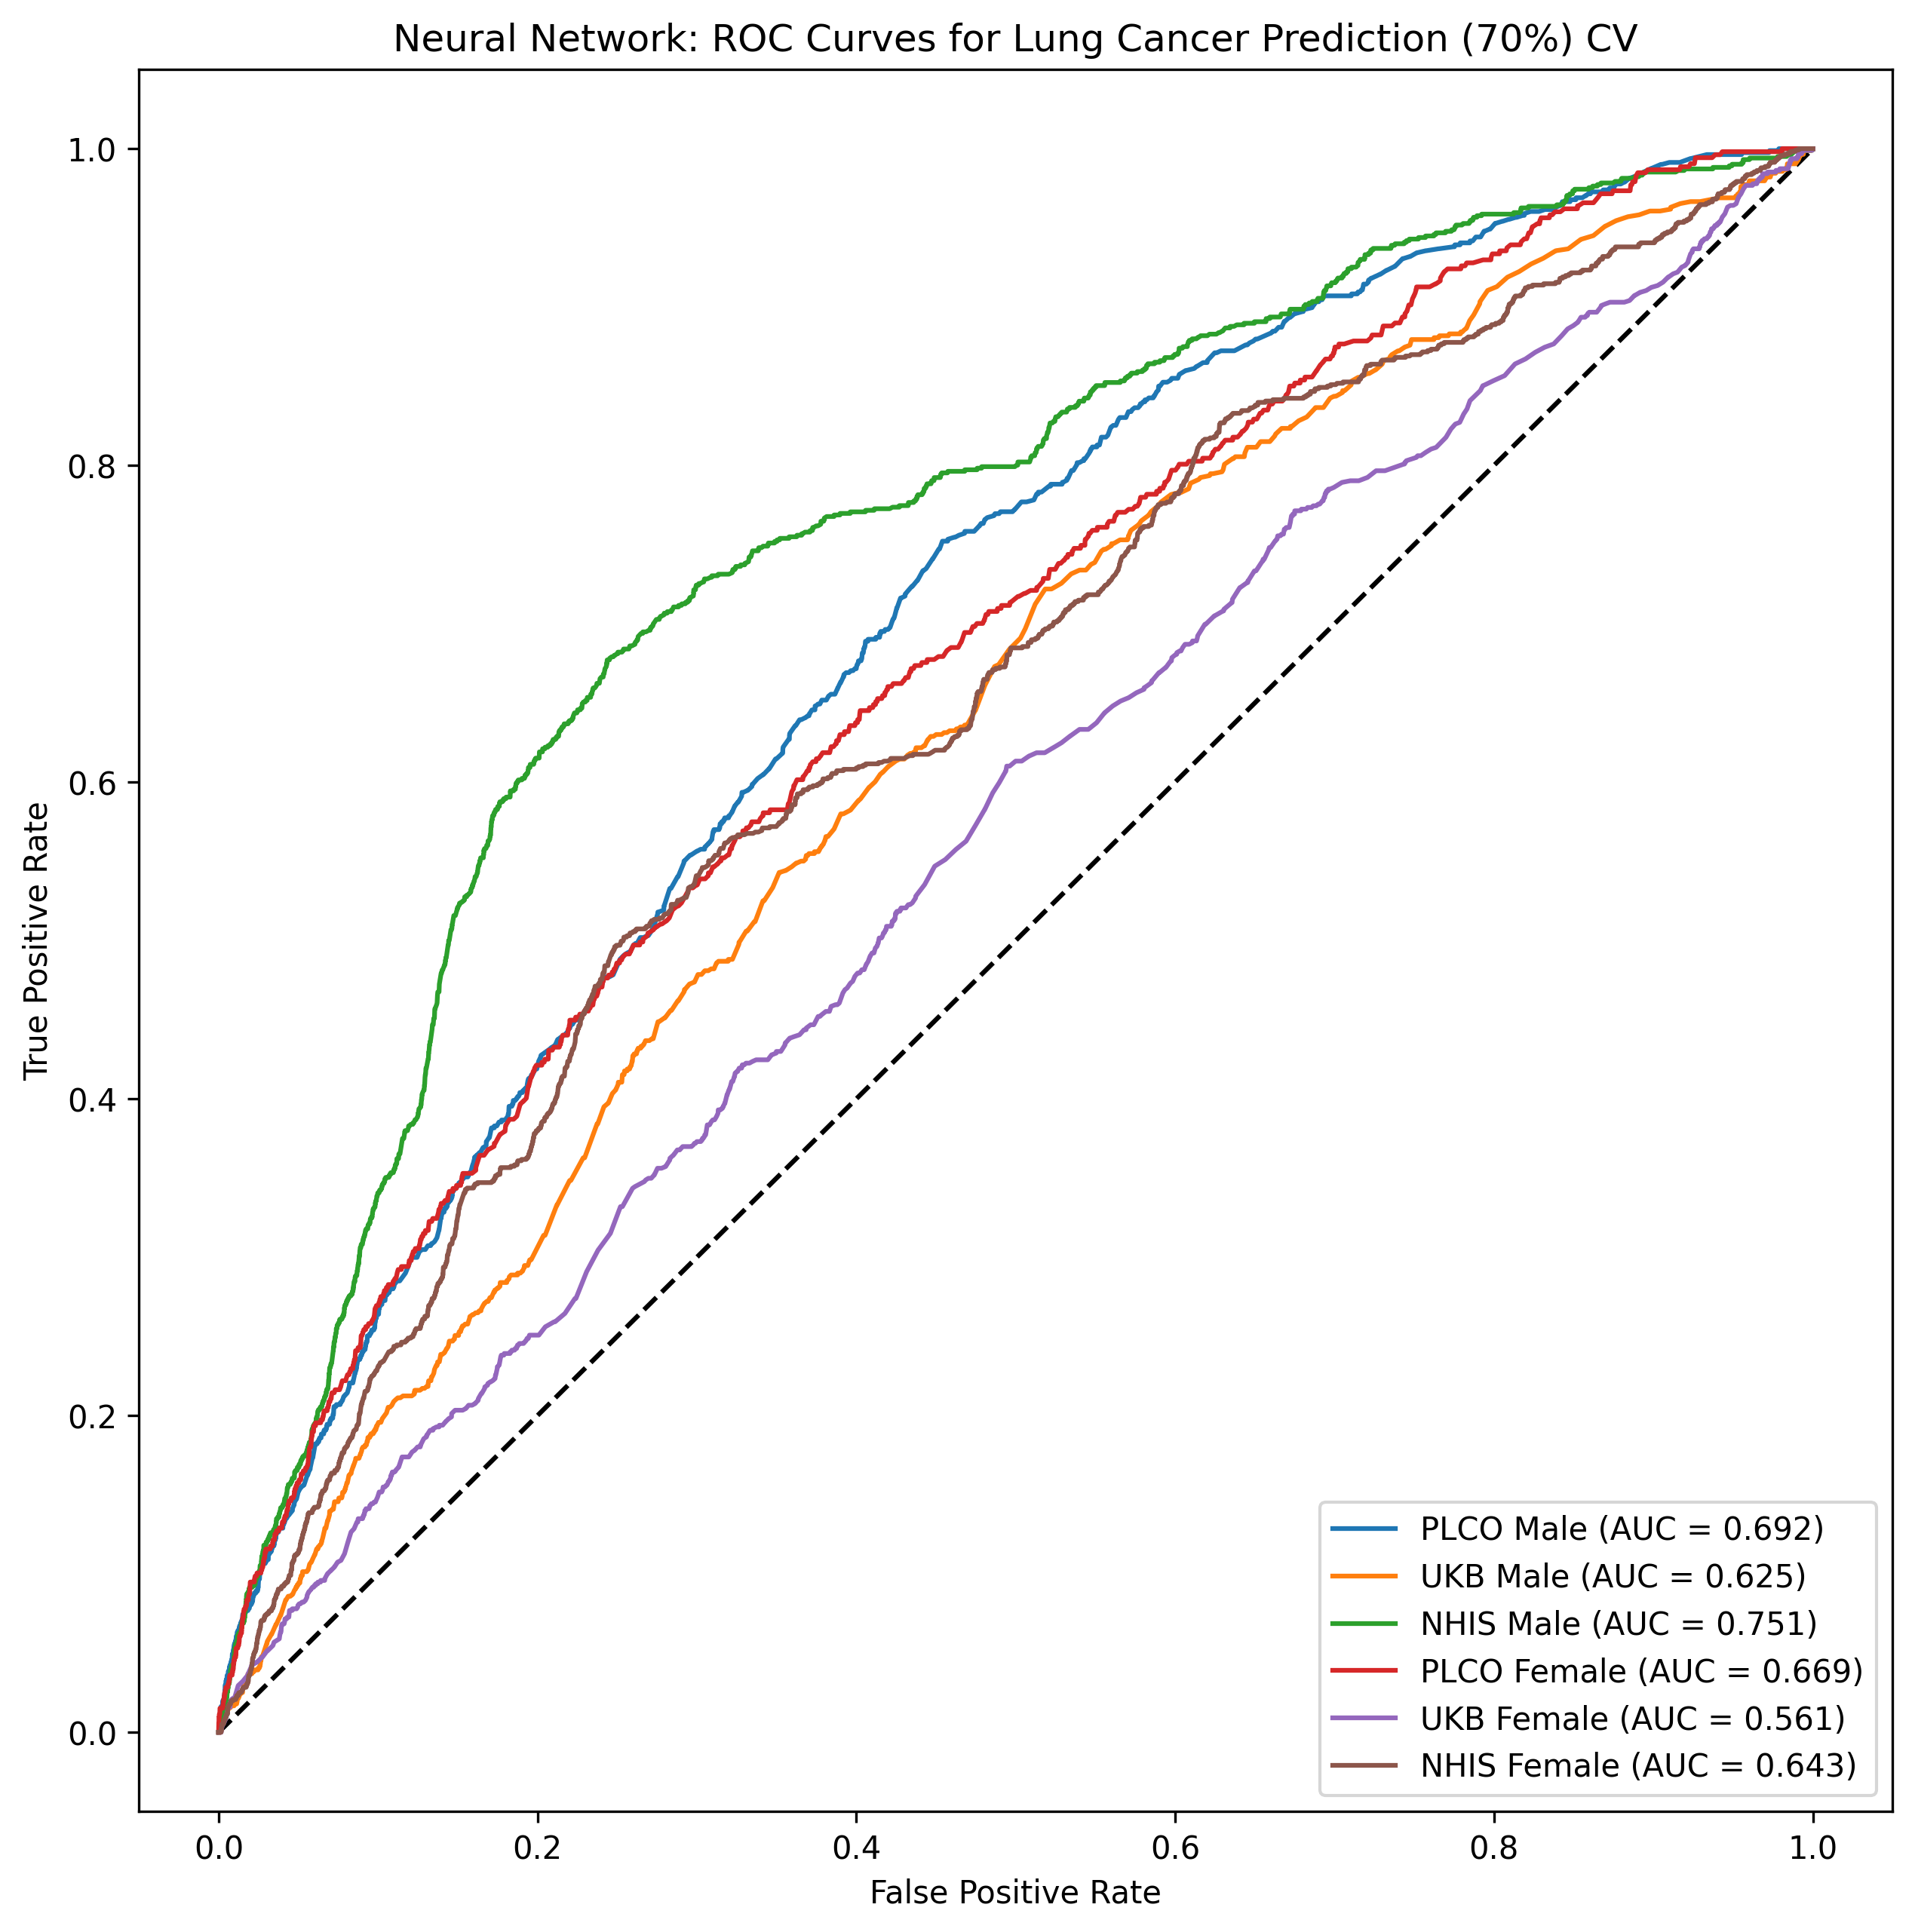 Neural Network: ROC Curves for Lung Cancer Prediction (70%) CV
True Positive Rate
1.0
0.8
0.6
0.4
0.2
0.0
PLCO Male (AUC = 0.692)
UKB Male (AUC = 0.625)
NHIS Male (AUC = 0.751)
PLCO Female (AUC = 0.669)
UKB Female (AUC = 0.561)
NHIS Female (AUC = 0.643)
0.0 0.2 0.4 0.6 0.8 1.0
False Positive Rate